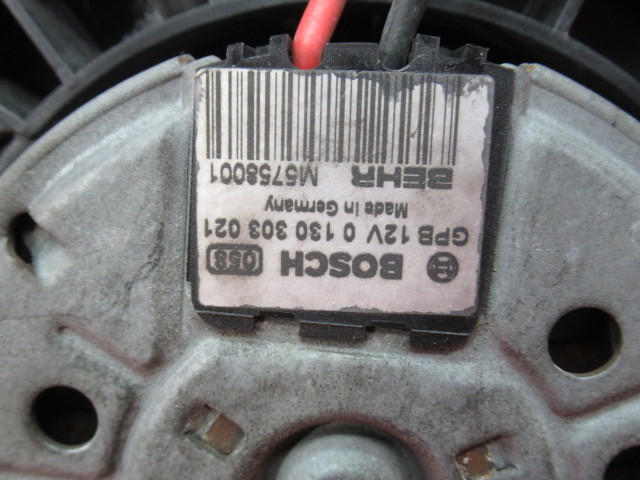 BOSCH 058
GPB 12V 0 130 303 021
Made in Germany
BEHR M5758001